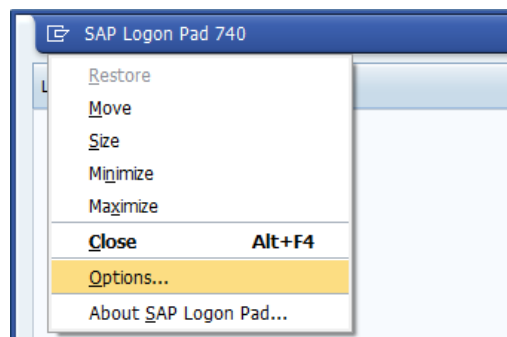 SAP Logon Pad 740
Restore
Move
Size
Minimize
Maximize
Close Alt+F4
Options...
About SAP Logon Pad...